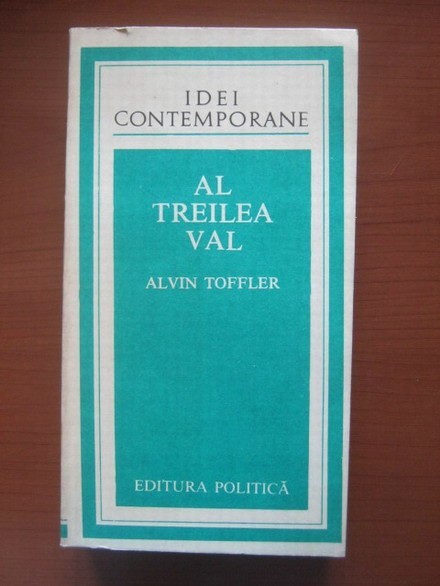 IDEI
CONTEMPORANE
AL
TREILEA
VAL
ALVIN TOFFLER
EDITURA POLITICĂ